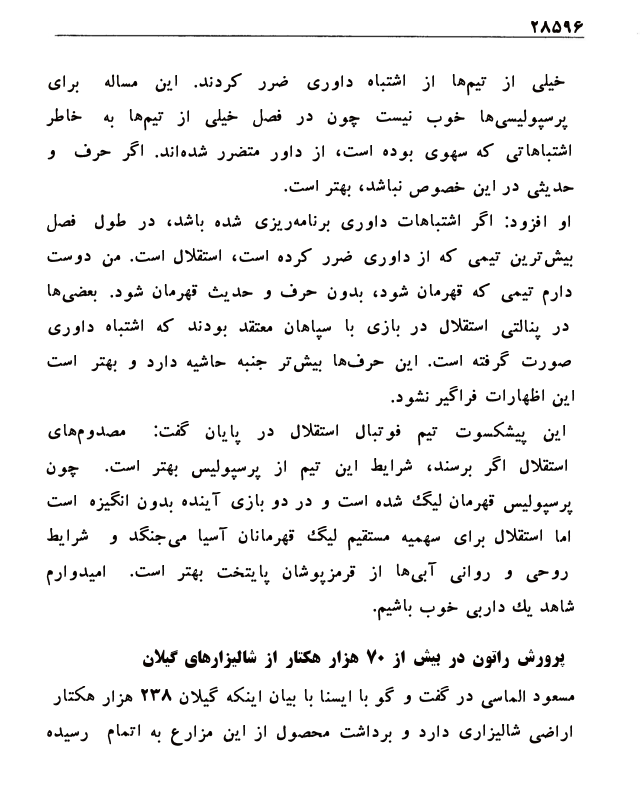 ۲۸۵۹۶
خیلی از تیم‌ها از اشتباه داوری ضرر کردند. این مساله برای
پرسپولیسی‌ها خوب نیست چون در فصل خیلی از تیم‌ها به خاطر
اشتباهاتی که سهوی بوده است، از داور متضرر شده‌اند. اگر حرف و
حدیثی در این خصوص نباشد، بهتر است.
او افزود: اگر اشتباهات داوری برنامه‌ریزی شده باشد، در طول فصل
بیش‌ترین تیمی که از داوری ضرر کرده است، استقلال است. من دوست
دارم تیمی که قهرمان شود، بدون حرف و حدیث قهرمان شود. بعضی‌ها
در پنالتی استقلال در بازی با سپاهان معتقد بودند که اشتباه داوری
صورت گرفته است. این حرف‌ها بیش‌تر جنبه حاشیه دارد و بهتر است
این اظهارات فراگیر نشود.
این پیشکسوت تیم فوتبال استقلال در پایان گفت: مصدوم‌های
استقلال اگر برسند، شرایط این تیم از پرسپولیس بهتر است. چون
پرسپولیس قهرمان لیگ شده است و در دو بازی آینده بدون انگیزه است
اما استقلال برای سهمیه مستقیم لیگ قهرمانان آسیا می‌جنگد و شرایط
روحی و روانی آبی‌ها از قرمزپوشان پایتخت بهتر است. امیدوارم
شاهد یك داربی خوب باشیم.
پرورش راتون در بیش از ۷۰ هزار هکتار از شالیزارهای گیلان
مسعود الماسی در گفت و گو با ایسنا با بیان اینکه گیلان ۲۳۸ هزار هکتار
اراضی شالیزاری دارد و برداشت محصول از این مزارع به اتمام رسیده